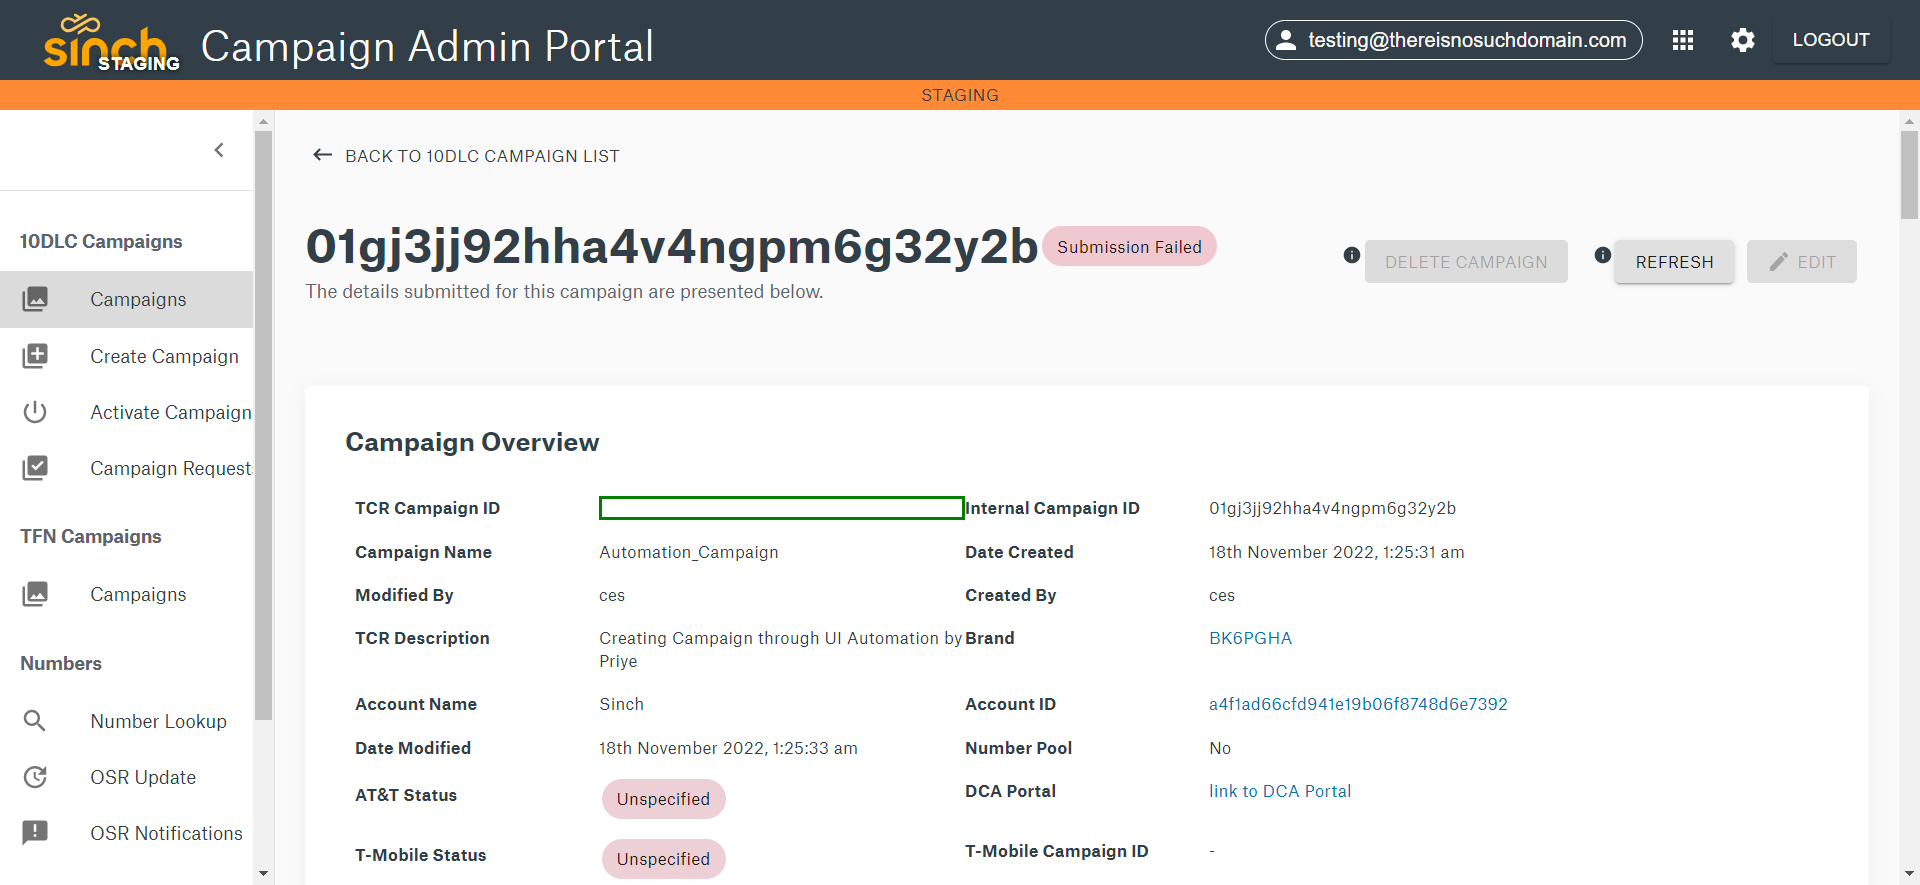 sinch STAGING
Campaign Admin Portal
testing@thereisnosuchdomain.com
LOGOUT
STAGING
10DLC Campaigns
Campaigns
Create Campaign
Activate Campaign
Campaign Requests
TFN Campaigns
Campaigns
Numbers
Number Lookup
OSR Update
OSR Notifications
BACK TO 10DLC CAMPAIGN LIST
01gj3jj92hha4v4ngpm6g32y2b Submission Failed
DELETE CAMPAIGN
REFRESH
EDIT
The details submitted for this campaign are presented below.
Campaign Overview
TCR Campaign ID
Internal Campaign ID 01gj3jj92hha4v4ngpm6g32y2b
Campaign Name Automation_Campaign
Date Created 18th November 2022, 1:25:31 am
Modified By ces
Created By ces
TCR Description Creating Campaign through UI Automation by
Priye
Brand BK6PGHA
Account Name Sinch
Account ID a4f1ad66cfd941e19b06f8748d6e7392
Date Modified 18th November 2022, 1:25:33 am
Number Pool No
AT&T Status Unspecified
DCA Portal link to DCA Portal
T-Mobile Status Unspecified
T-Mobile Campaign ID -